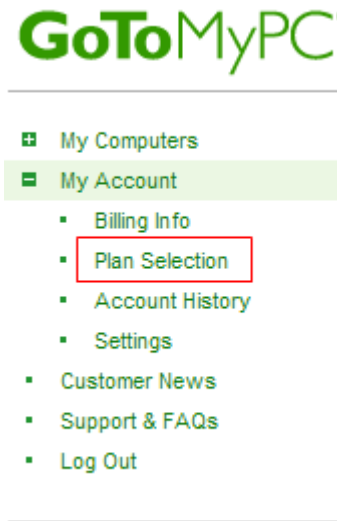 GoToMyPC
My Computers
My Account
Billing Info
Plan Selection
Account History
Settings
Customer News
Support & FAQs
Log Out